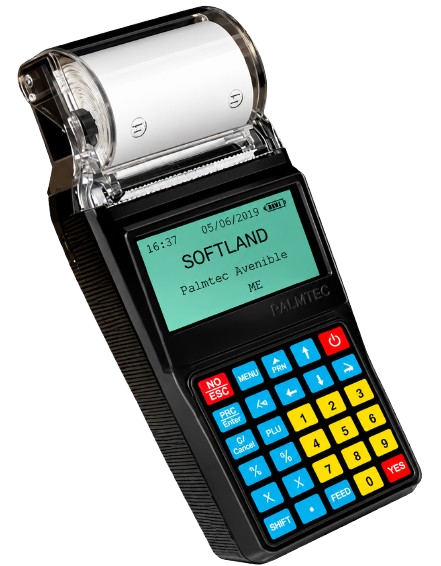 16:37 05/06/2019
SOFTLAND
Palmtec Avenible
ME
PALMTEC
NO
ESC MENU PRN
PRC
Enter 1 2 3
C/
Cancel PLU 4 5 6
% 7 8 9
X X 0 YES
SHIFT . FEED